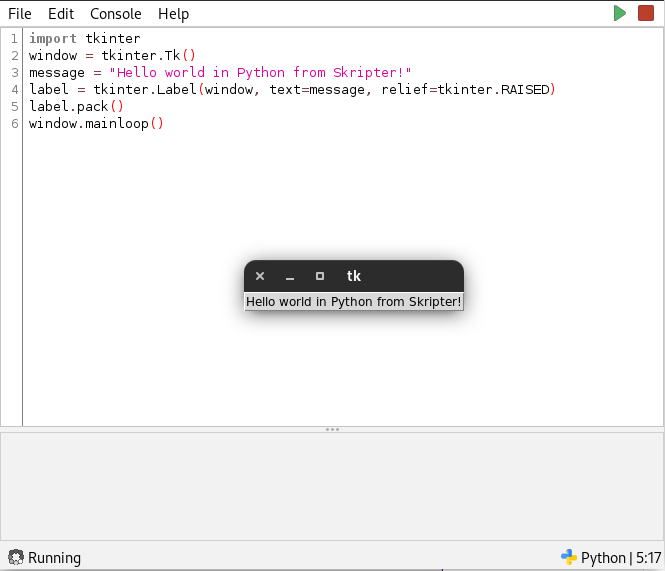 File Edit Console Help
1 import tkinter
2 window = tkinter.Tk()
3 message = "Hello world in Python from Skripter!"
4 label = tkinter.Label(window, text=message, relief=tkinter.RAISED)
5 label.pack()
6 window.mainloop()
tk
Hello world in Python from Skripter!
Running Python | 5:17